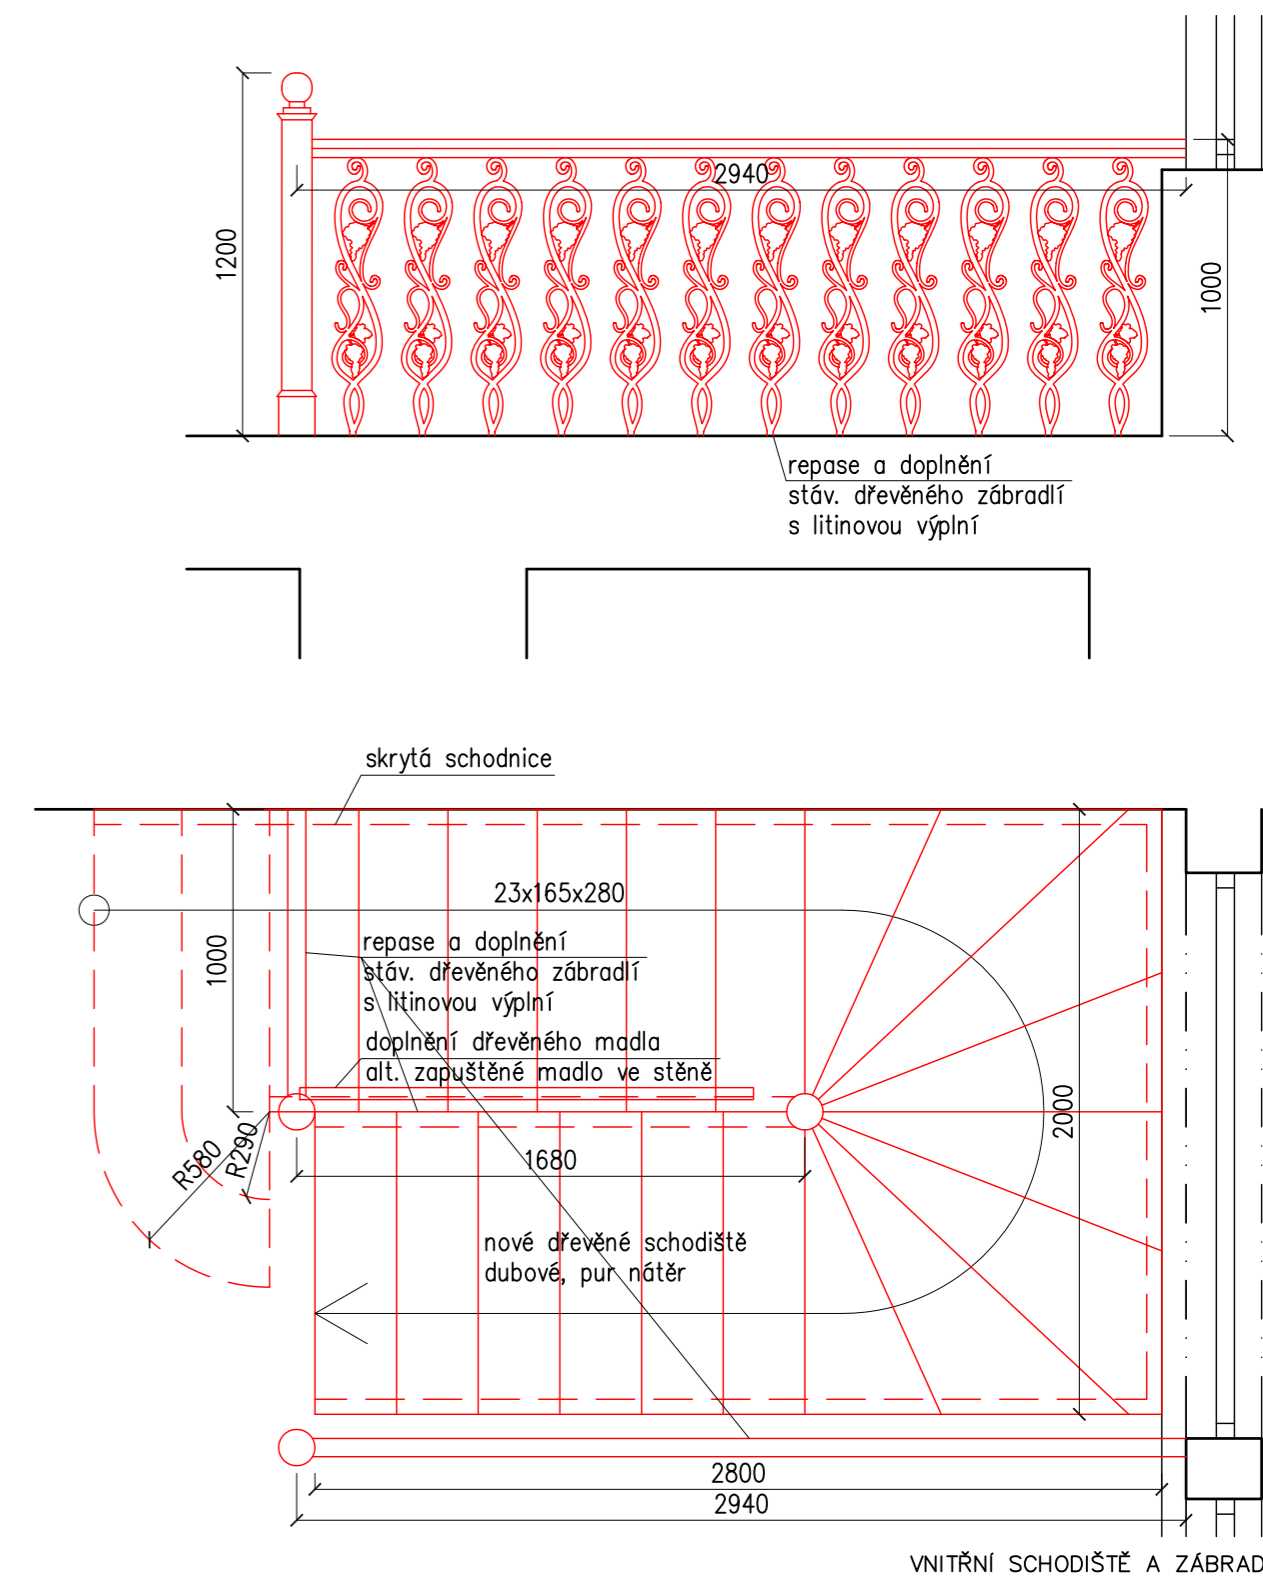 2940
1200
1000
repase a doplnění
stáv. dřevěného zábradlí
s litinovou výplní
skrytá schodnice
23x165x280
1000
repase a doplnění
stáv. dřevěného zábradlí
s litinovou výplní
doplnění dřevěného madla
alt. zapuštěné madlo ve stěně
2000
R580
R290
1680
nové dřevěné schodiště
dubové, pur nátěr
2800
2940
VNITŘNÍ SCHODIŠTĚ A ZÁBRAD